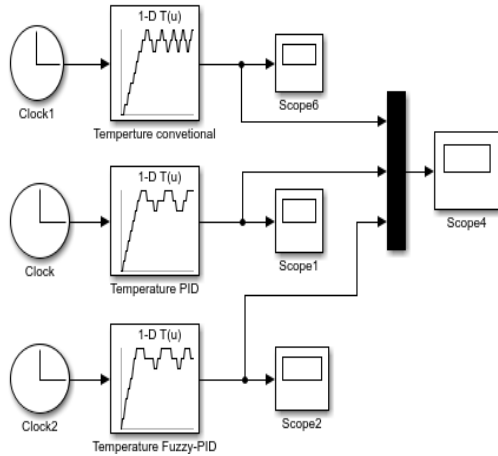 1-D T(u)
Clock1
Temperture convetional
Scope6
1-D T(u)
Clock
Temperature PID
Scope1
Scope4
1-D T(u)
Clock2
Temperature Fuzzy-PID
Scope2